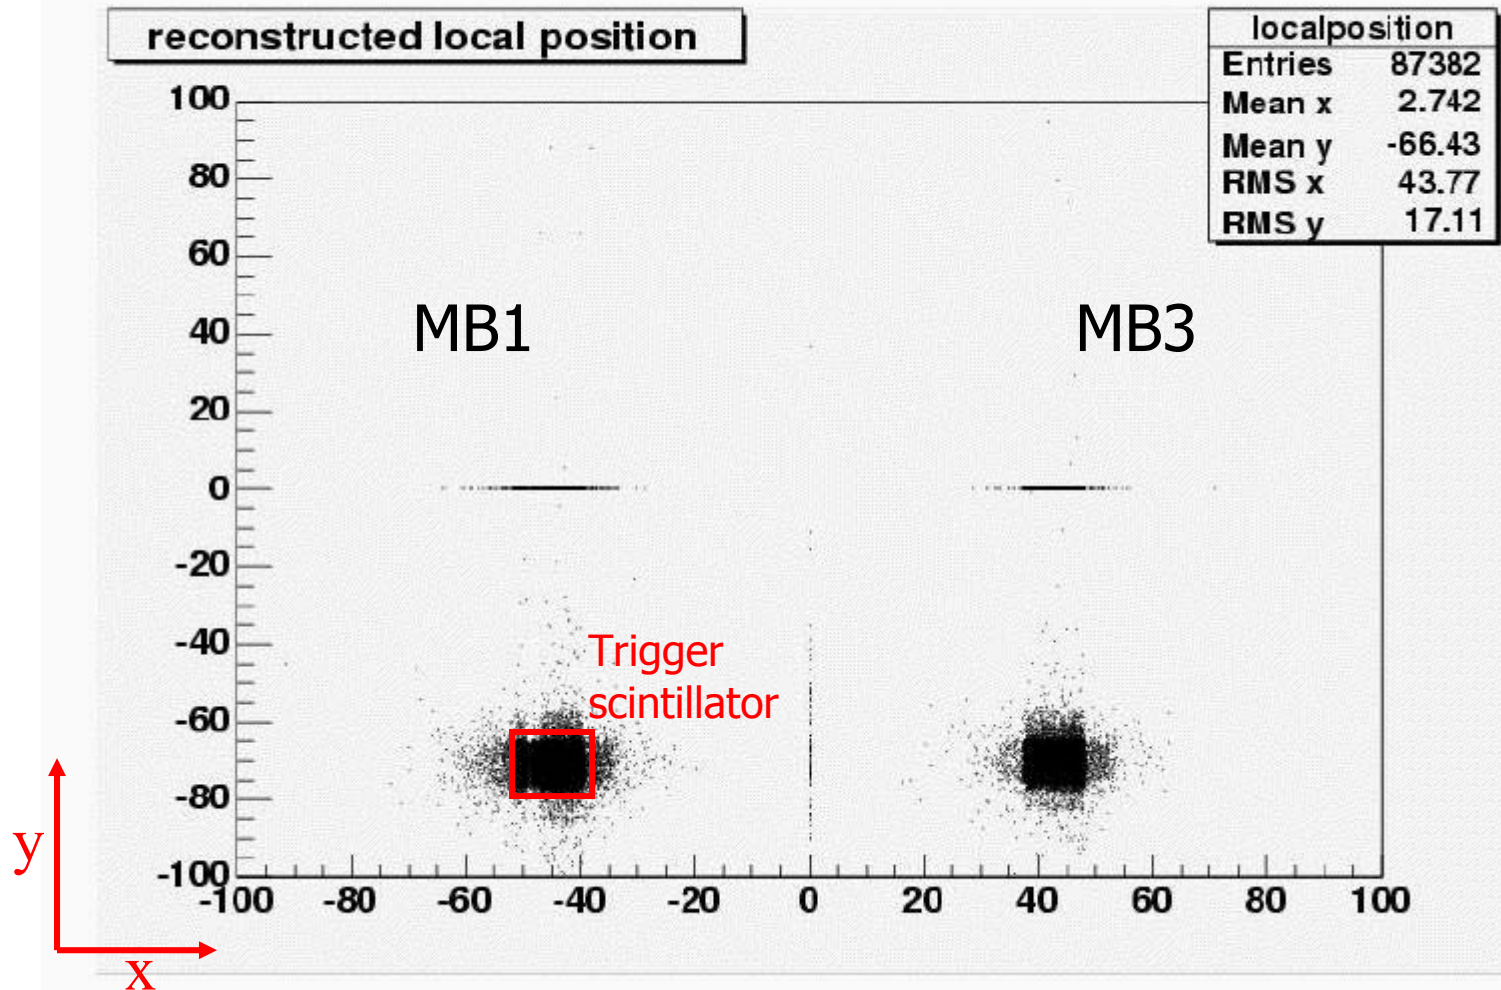 reconstructed local position
localposition
Entries 87382
Mean x 2.742
Mean y -66.43
RMS x 43.77
RMS y 17.11
100
80
60
40
20
0
-20
-40
-60
-80
-100
MB1 MB3
Trigger
scintillator
-100 -80 -60 -40 -20 0 20 40 60 80 100
y
x